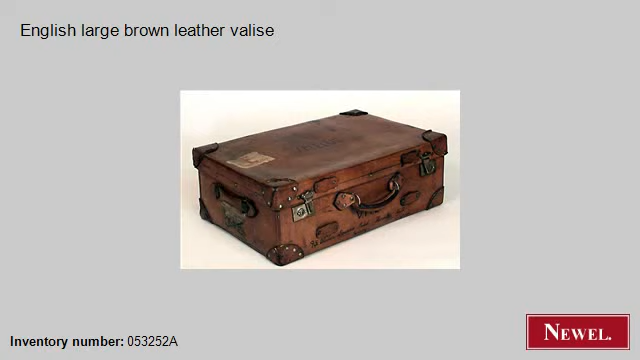 English large brown leather valise
Inventory number: 053252A
NEWEL.